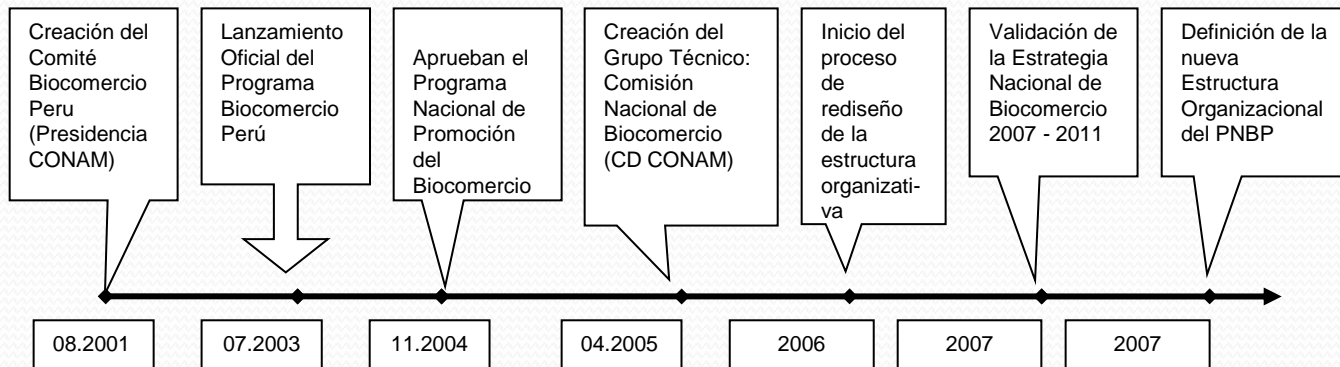 Creación del
Comité
Biocomercio
Peru
(Presidencia
CONAM)
Lanzamiento
Oficial del
Programa
Biocomercio
Perú
Aprueban el
Programa
Nacional de
Promoción
del
Biocomercio
Creación del
Grupo Técnico:
Comisión
Nacional de
Biocomercio
(CD CONAM)
Inicio del
proceso
de
rediseño
de la
estructura
organizati-
va
Validación de
la Estrategia
Nacional de
Biocomercio
2007 - 2011
Definición de la
nueva
Estructura
Organizacional
del PNBP
08.2001
07.2003
11.2004
04.2005
2006
2007
2007